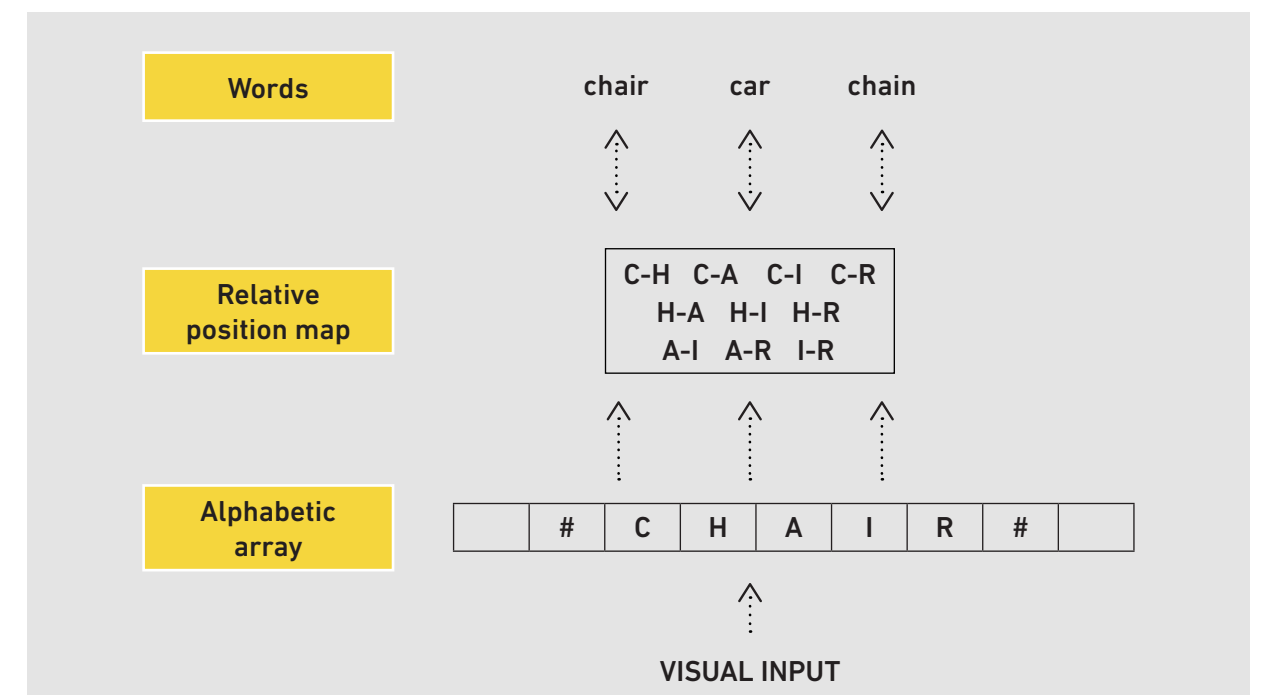 Words
chair car chain
C-H C-A C-I C-R
Relative
position map
H-A H-I H-R
A-I A-R I-R
Alphabetic
array
# C H A I R #
VISUAL INPUT